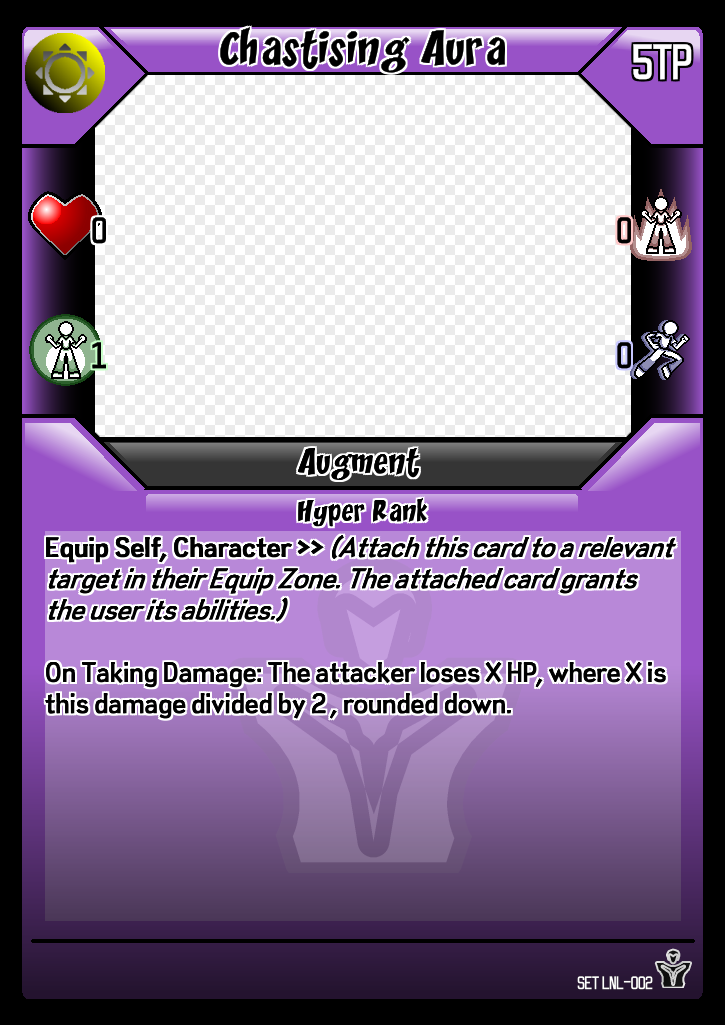 Chastising Aura
5TP
0
0
1
0
Augment
Hyper Rank
Equip Self, Character >> (Attach this card to a relevant
target in their Equip Zone. The attached card grants
the user its abilities.)
On Taking Damage: The attacker loses X HP, where X is
this damage divided by 2, rounded down.
SET LNL-002